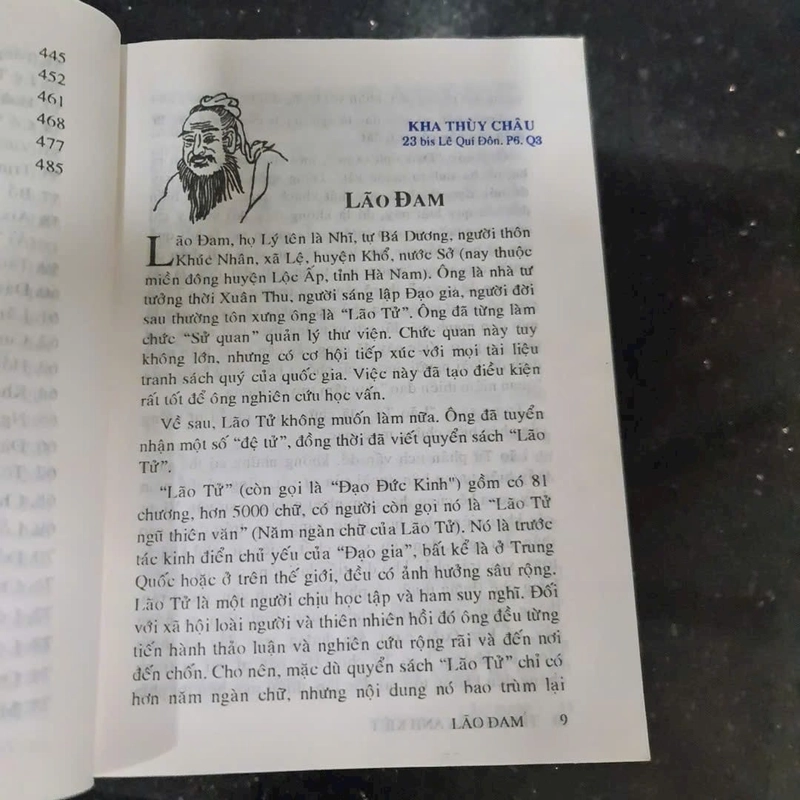 445
452
461
468
477
485
KHA THÙY CHÂU
23 bis Lê Quí Đôn. P6. Q3
LÃO ĐAM
Lão Đam, họ Lý tên là Nhĩ, tự Bá Dương, người thôn
Khúc Nhân, xã Lệ, huyện Khổ, nước Sở (nay thuộc
miền đông huyện Lộc Ấp, tỉnh Hà Nam). Ông là nhà tư
tưởng thời Xuân Thu, người sáng lập Đạo gia, người đời
sau thường tôn xưng ông là “Lão Tử”. Ông đã từng làm
chức “Sử quan” quản lý thư viện. Chức quan này tuy
không lớn, nhưng có cơ hội tiếp xúc với mọi tài liệu
tranh sách quý của quốc gia. Việc này đã tạo điều kiện
rất tốt để ông nghiên cứu học vấn.
Về sau, Lão Tử không muốn làm nữa. Ông đã tuyển
nhận một số “đệ tử”, đồng thời đã viết quyển sách “Lão
Tử”.
“Lão Tử” (còn gọi là “Đạo Đức Kinh") gồm có 81
chương, hơn 5000 chữ, có người còn gọi nó là “Lão Tử
ngũ thiên văn” (Năm ngàn chữ của Lão Tử). Nó là trước
tác kinh điển chủ yếu của “Đạo gia”, bất kể là ở Trung
Quốc hoặc ở trên thế giới, đều có ảnh hưởng sâu rộng.
Lão Tử là một người chịu học tập và ham suy nghĩ. Đối
với xã hội loài người và thiên nhiên hồi đó ông đều từng
tiến hành thảo luận và nghiên cứu rộng rãi và đến nơi
đến chốn. Cho nên, mặc dù quyển sách “Lão Tử” chỉ có
hơn năm ngàn chữ, nhưng nội dung nó bao trùm lại
LÃO ĐAM 9